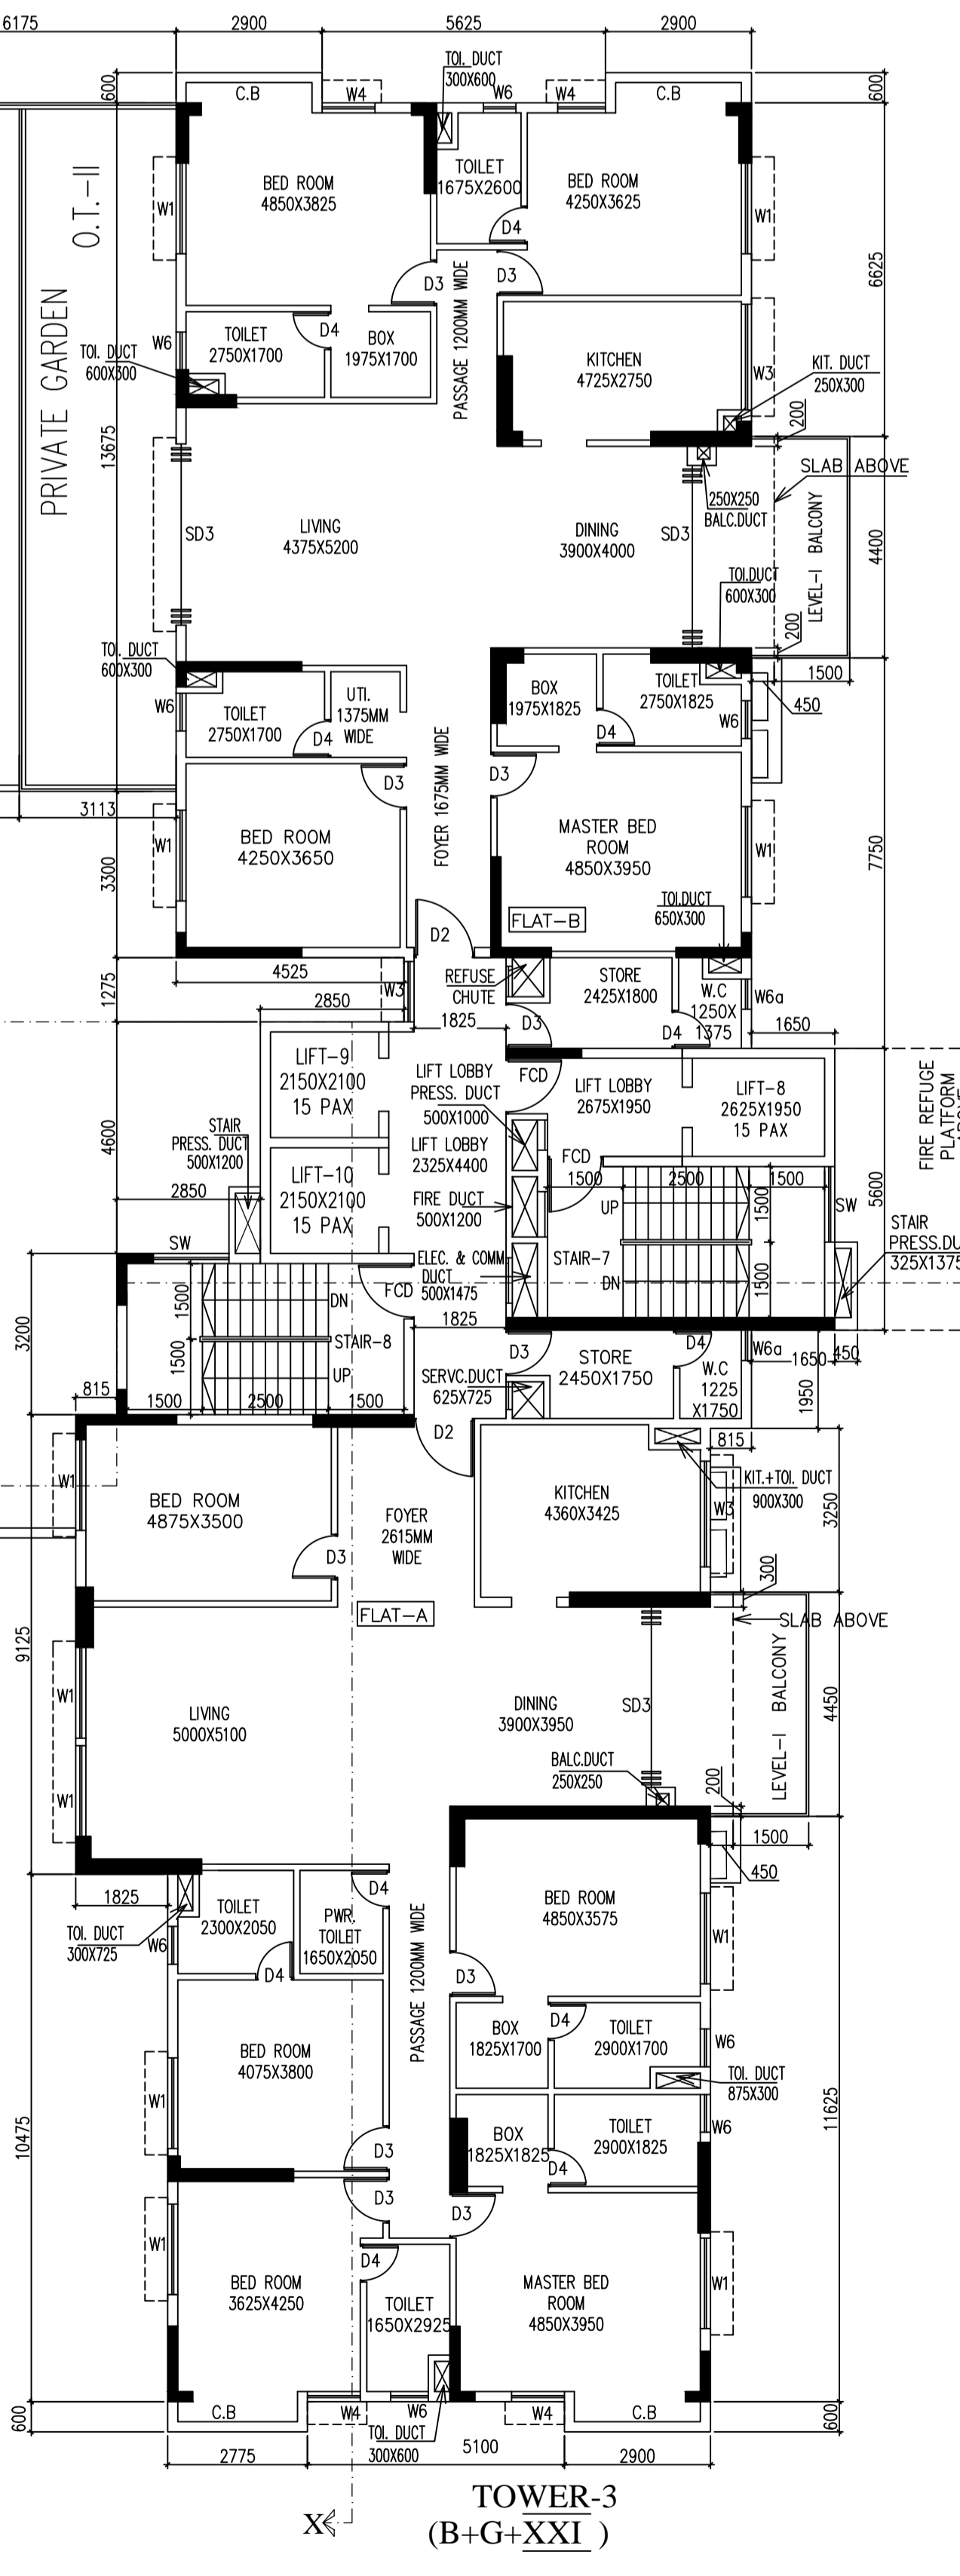 6175
2900
5625
2900
TOI. DUCT
300X600
600
C.B
W4
W6
W4
C.B
600
O.T.-II
BED ROOM
4850X3825
TOILET
1675X2600
BED ROOM
4250X3625
W1
W1
D4
D3
D3
PASSAGE 1200MM WIDE
6625
PRIVATE GARDEN
13675
W6
TOILET
2750X1700
D4
BOX
1975X1700
TOI. DUCT
600X300
KITCHEN
4725X2750
W3
KIT. DUCT
250X300
200
SLAB ABOVE
250X250
BALC.DUCT
LIVING
4375X5200
DINING
3900X4000
SD3
SD3
LEVEL-I BALCONY
4400
TOI.DUCT
600X300
200
TOI. DUCT
600X300
1500
450
W6
TOILET
2750X1700
UTI.
1375MM
WIDE
D4
BOX
1975X1825
TOILET
2750X1825
D4
W6
D3
D3
FOYER 1675MM WIDE
3113
W1
BED ROOM
4250X3650
MASTER BED
ROOM
4850X3950
W1
7750
3300
FLAT-B
TOI.DUCT
650X300
D2
4525
W3
REFUSE
CHUTE
STORE
2425X1800
W.C
1250X
1375
W6a
1275
2850
1825
D3
D4
1650
LIFT-9
2150X2100
15 PAX
LIFT LOBBY
PRESS. DUCT
500X1000
FCD
LIFT LOBBY
2675X1950
LIFT-8
2625X1950
15 PAX
FIRE REFUGE
PLATFORM
ABOVE
STAIR
PRESS. DUCT
500X1200
4600
LIFT LOBBY
2325X4400
FCD
LIFT-10
2150X2100
15 PAX
2850
1500
2500
1500
5600
FIRE DUCT
500X1200
UP
1500
SW
STAIR
PRESS.DU
325X1375
SW
ELEC. & COMM.
DUCT
500X1475
STAIR-7
DN
1500
FCD
1500
DN
1825
3200
1500
STAIR-8
UP
D3
STORE
2450X1750
D4
W6a
1650
450
SERVC.DUCT
625X725
W.C
1225
X1750
1950
815
1500
2500
1500
D2
815
W1
BED ROOM
4875X3500
FOYER
2615MM
WIDE
KITCHEN
4360X3425
KIT.+TOI. DUCT
900X300
W3
3250
D3
300
FLAT-A
SLAB ABOVE
9125
W1
LIVING
5000X5100
DINING
3900X3950
SD3
LEVEL-I BALCONY
4450
BALC.DUCT
250X250
200
W1
1500
450
1825
TOILET
2300X2050
D4
PWR.
TOILET
1650X2050
BED ROOM
4850X3575
TOI. DUCT
300X725
W6
D4
PASSAGE 1200MM WIDE
D3
W1
BED ROOM
4075X3800
BOX
1825X1700
D4
TOILET
2900X1700
W6
TOI. DUCT
875X300
W1
10475
11625
BOX
1825X1825
TOILET
2900X1825
W6
D3
D4
D3
D3
W1
BED ROOM
3625X4250
D4
TOILET
1650X2925
MASTER BED
ROOM
4850X3950
W1
600
C.B
W4
W6
W4
C.B
600
TOI. DUCT
300X600
2775
5100
2900
TOWER-3
X
(B+G+XXI )